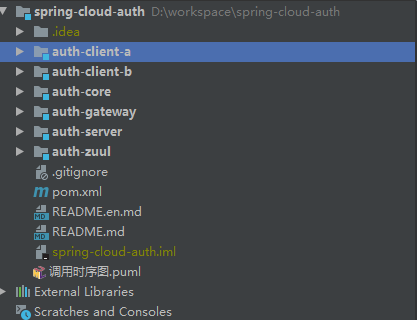 spring-cloud-auth D:\workspace\spring-cloud-auth
.idea
auth-client-a
auth-client-b
auth-core
auth-gateway
auth-server
auth-zuul
.gitignore
pom.xml
README.en.md
README.md
spring-cloud-auth.iml
调用时序图.puml
External Libraries
Scratches and Consoles